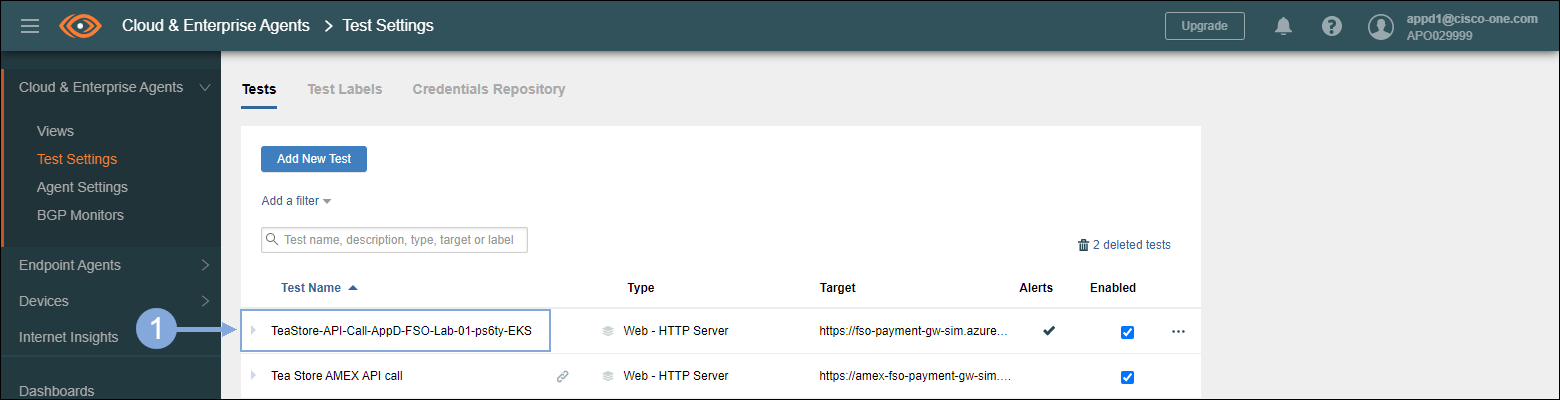 Cloud & Enterprise Agents > Test Settings
Upgrade
appd1@cisco-one.com
APO029999
Cloud & Enterprise Agents
Views
Test Settings
Agent Settings
BGP Monitors
Endpoint Agents
Devices
Internet Insights
Dashboards
Tests Test Labels Credentials Repository
Add New Test
Add a filter
Test name, description, type, target or label
2 deleted tests
Test Name Type Target Alerts Enabled
1
TeaStore-API-Call-AppD-FSO-Lab-01-ps6ty-EKS Web - HTTP Server https://fso-payment-gw-sim.azure...
Tea Store AMEX API call Web - HTTP Server https://amex-fso-payment-gw-sim....